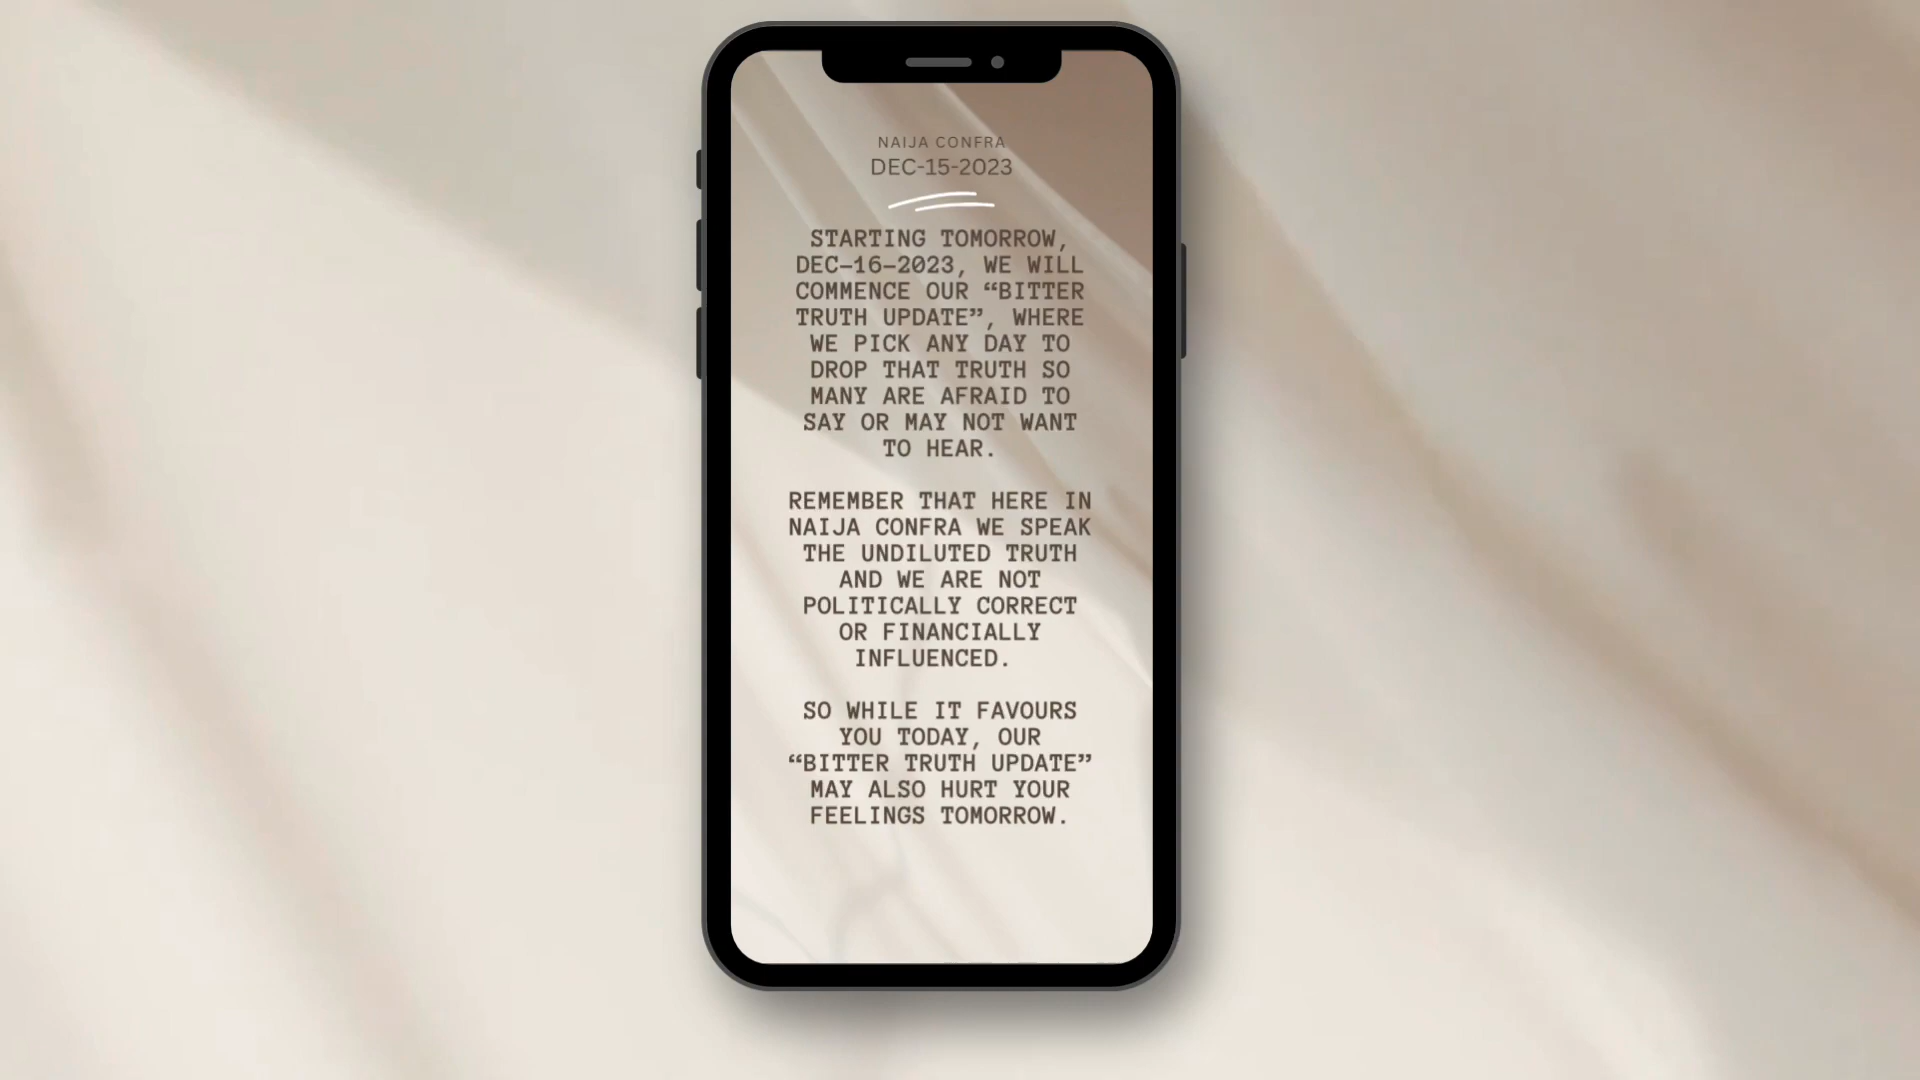 NAIJA CONFRA
DEC-15-2023
STARTING TOMORROW,
DEC–16–2023, WE WILL
COMMENCE OUR “BITTER
TRUTH UPDATE”, WHERE
WE PICK ANY DAY TO
DROP THAT TRUTH SO
MANY ARE AFRAID TO
SAY OR MAY NOT WANT
TO HEAR.
REMEMBER THAT HERE IN
NAIJA CONFRA WE SPEAK
THE UNDILUTED TRUTH
AND WE ARE NOT
POLITICALLY CORRECT
OR FINANCIALLY
INFLUENCED.
SO WHILE IT FAVOURS
YOU TODAY, OUR
“BITTER TRUTH UPDATE”
MAY ALSO HURT YOUR
FEELINGS TOMORROW.